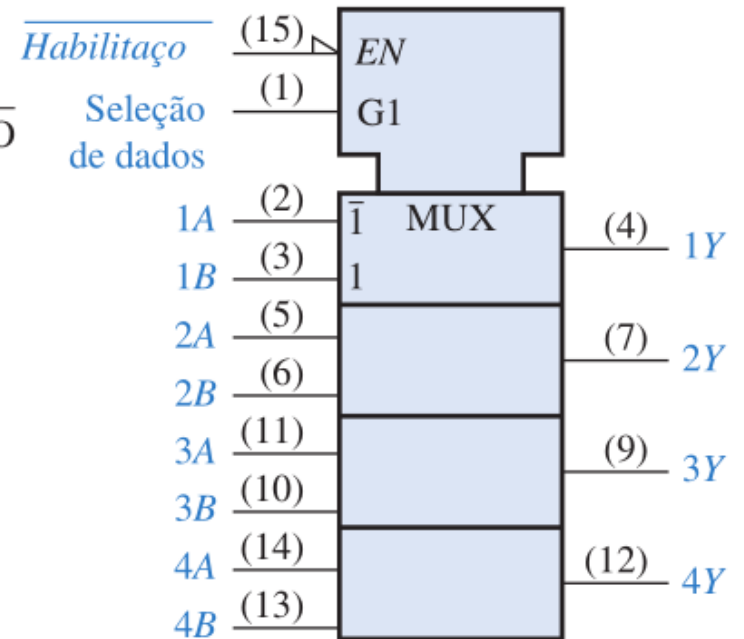 Habilitaço (15) EN
Seleção (1) G1
de dados
1A (2) 1̅ MUX (4) 1Y
1B (3) 1
2A (5) (7) 2Y
2B (6)
3A (11) (9) 3Y
3B (10)
4A (14) (12) 4Y
4B (13)